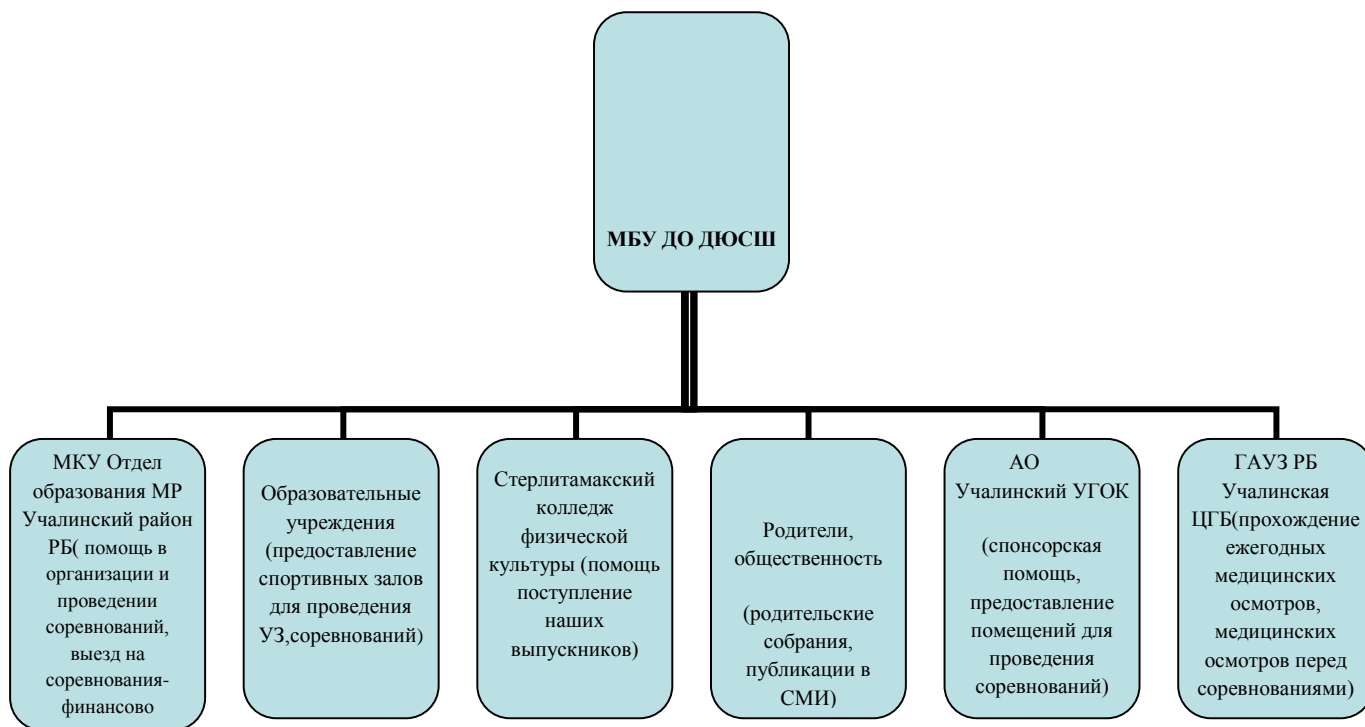 МБУ ДО ДЮСШ
МКУ Отдел
образования МР
Учалинский район
РБ( помощь в
организации и
проведении
соревнований,
выезд на
соревнования-
финансово
Образовательные
учреждения
(предоставление
спортивных залов
для проведения
УЗ,соревнований)
Стерлитамакский
колледж
физической
культуры (помощь
поступление
наших
выпускников)
Родители,
общественность
(родительские
собрания,
публикации в
СМИ)
АО
Учалинский УГОК
(спонсорская
помощь,
предоставление
помещений для
проведения
соревнований)
ГАУЗ РБ
Учалинская
ЦГБ(прохождение
ежегодных
медицинских
осмотров,
медицинских
осмотров перед
соревнованиями)